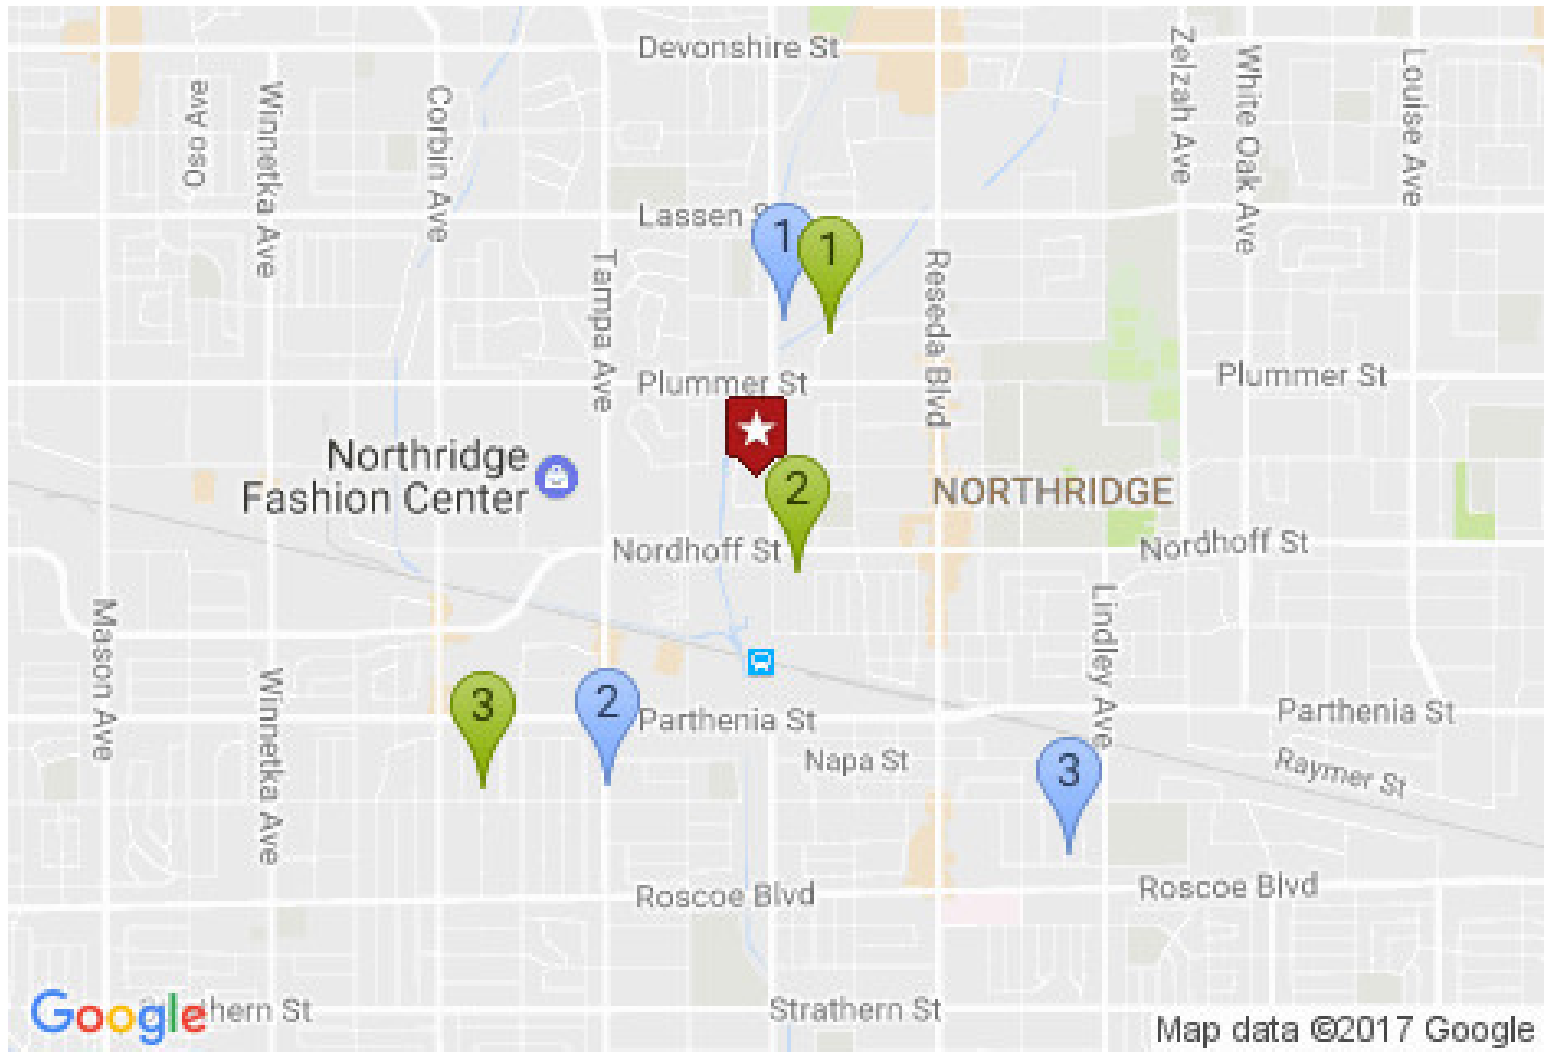 Devonshire St
Zelzah Ave
White Oak Ave
Louise Ave
Oso Ave
Winnetka Ave
Corbin Ave
Lassen
1
1
Tampa Ave
Reseda Blvd
Plummer St
Plummer St
Northridge
Fashion Center
2
NORTHRIDGE
Nordhoff St
Nordhoff St
Mason Ave
Winnetka Ave
Lindley Ave
3
2
Parthenia St
Parthenia St
Napa St
3
Raymer St
Roscoe Blvd
Roscoe Blvd
Google
hern St
Strathern St
Map data ©2017 Google